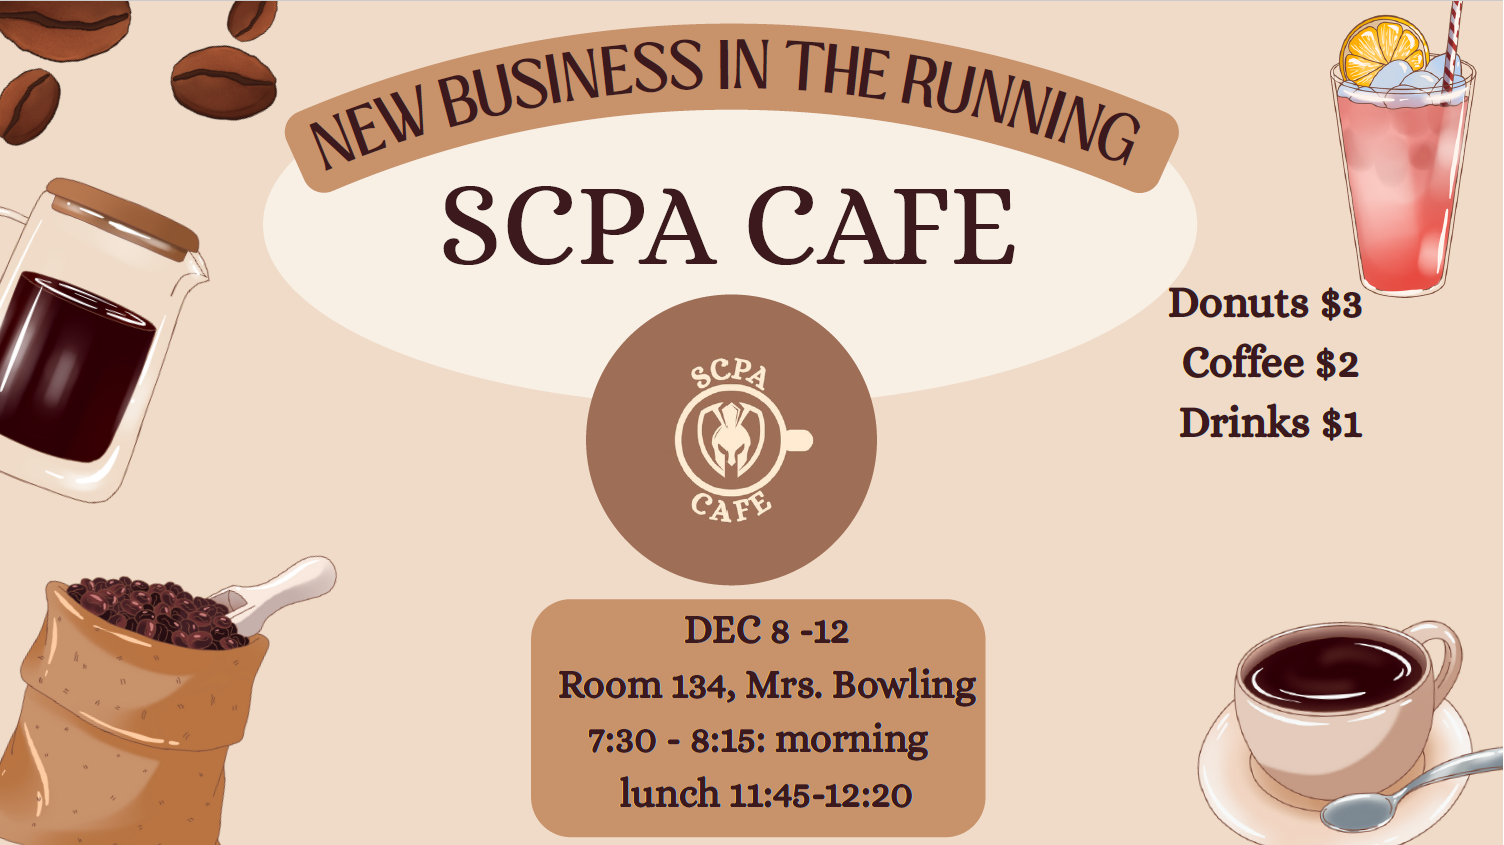 NEW BUSINESS IN THE RUNNING
SCPA CAFE
Donuts $3
Coffee $2
Drinks $1
SCPA
CAFE
DEC 8 -12
Room 134, Mrs. Bowling
7:30 - 8:15: morning
lunch 11:45-12:20